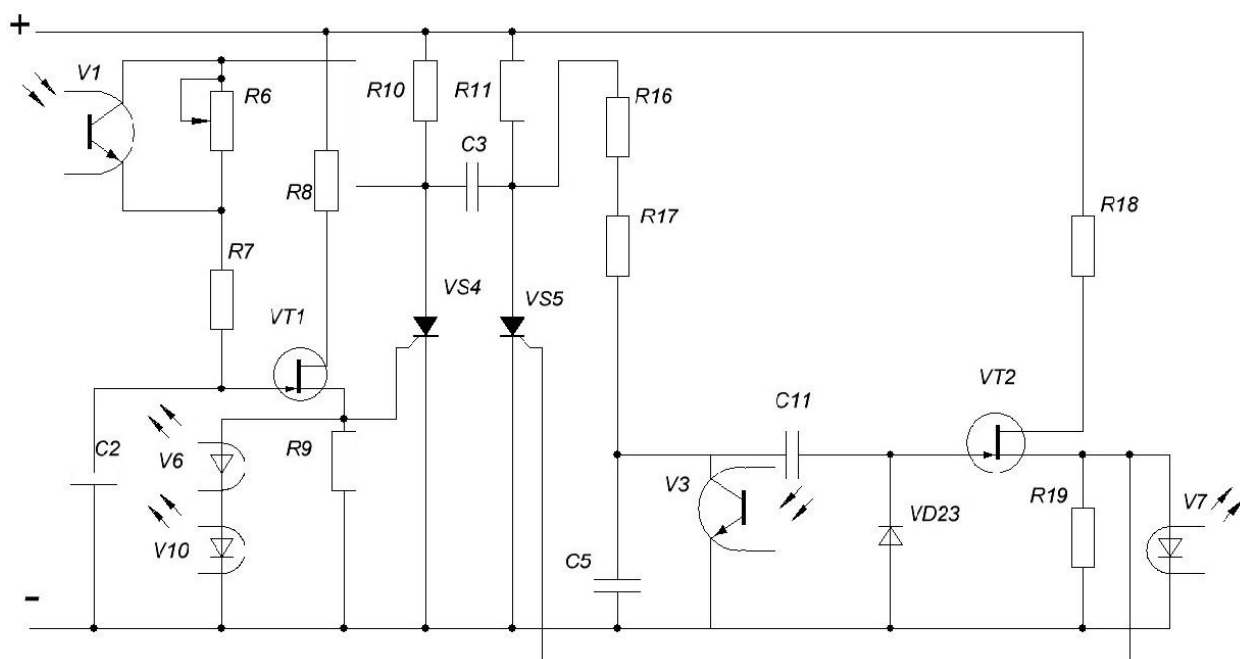 +
V1
R6
R10
R11
R16
C3
R8
R17
R18
R7
VS4
VS5
VT1
VT2
C11
C2
V6
R9
V3
R19
V7
V10
VD23
C5
-